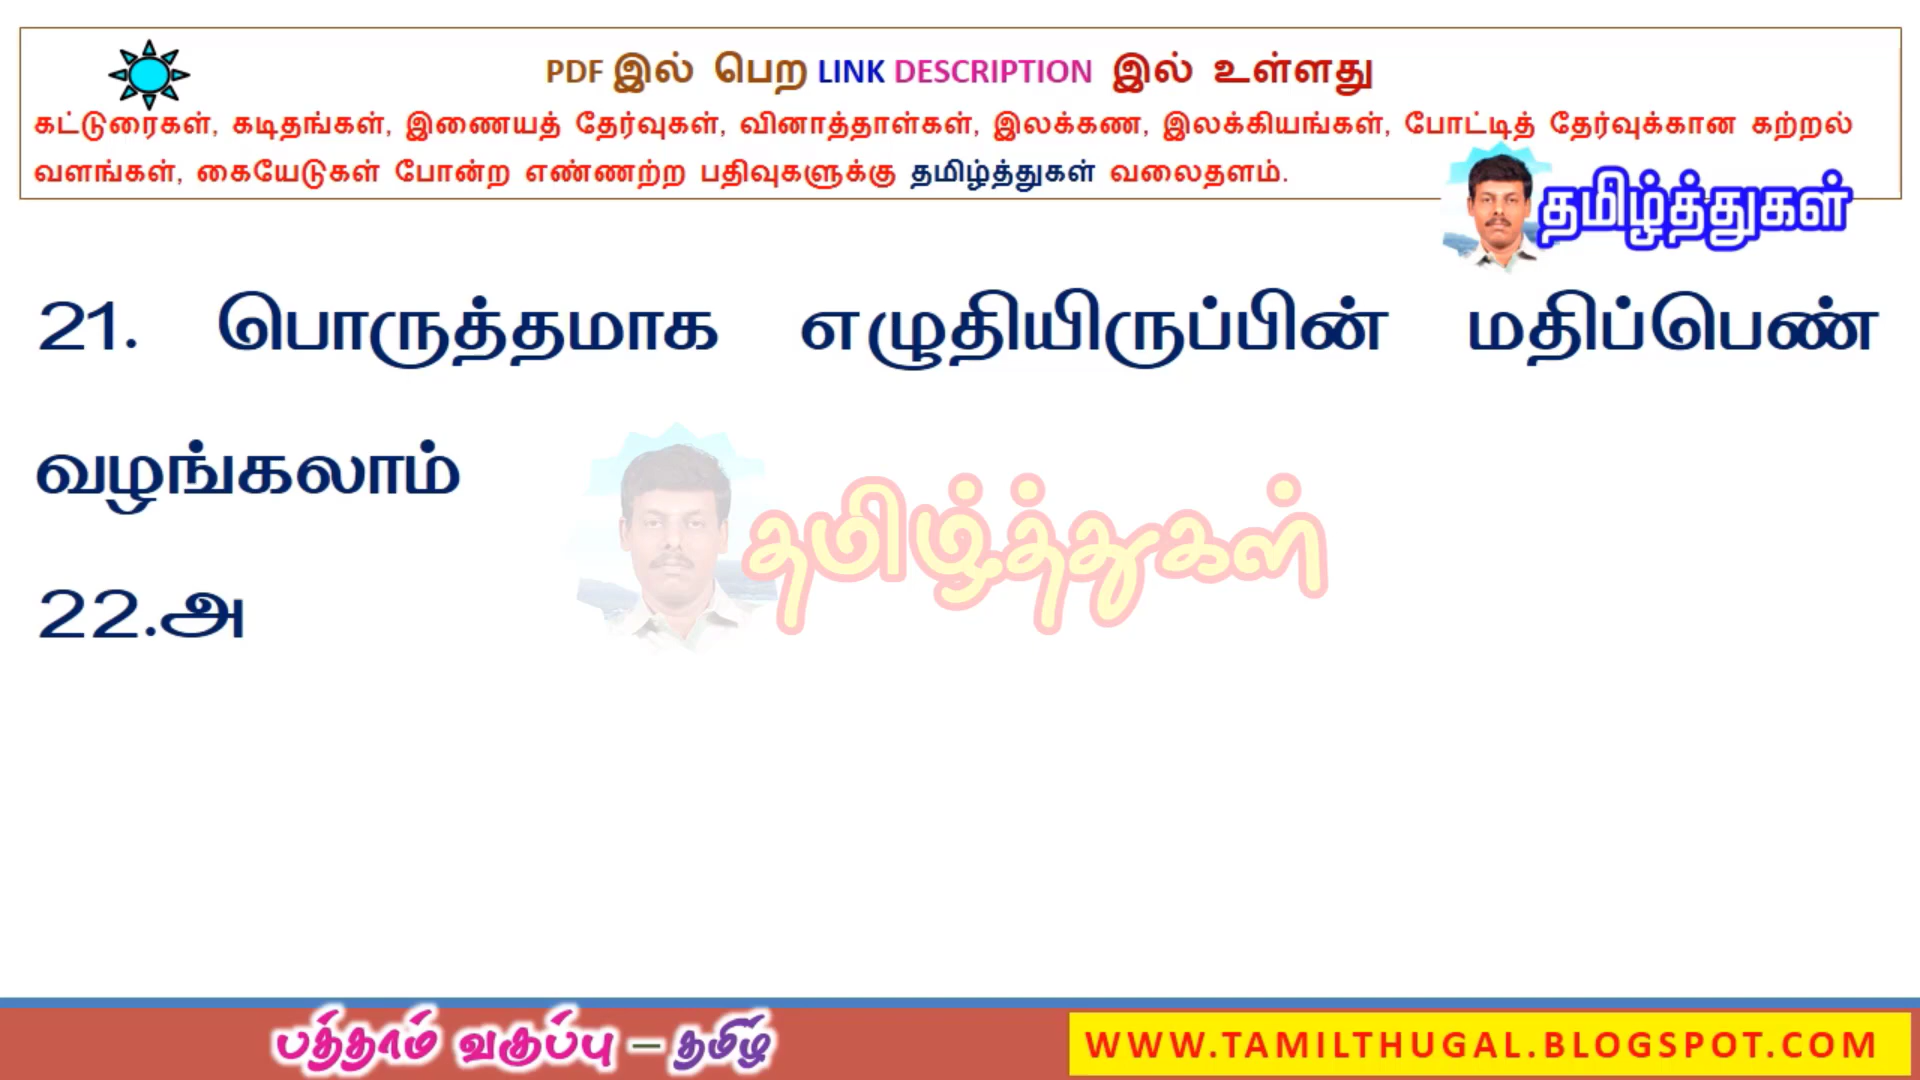 PDF இல் பெற LINK DESCRIPTION இல் உள்ளது
கட்டுரைகள், கடிதங்கள், இணையத் தேர்வுகள், வினாத்தாள்கள், இலக்கண, இலக்கியங்கள், போட்டித் தேர்வுக்கான கற்றல்
வளங்கள், கையேடுகள் போன்ற எண்ணற்ற பதிவுகளுக்கு தமிழ்த்துகள் வலைதளம்.
தமிழ்த்துகள்
21. பொருத்தமாக எழுதியிருப்பின் மதிப்பெண்
வழங்கலாம்
தமிழ்த்துகள்
22.அ
பத்தாம் வகுப்பு – தமிழ்
WWW.TAMILTHUGAL.BLOGSPOT.COM